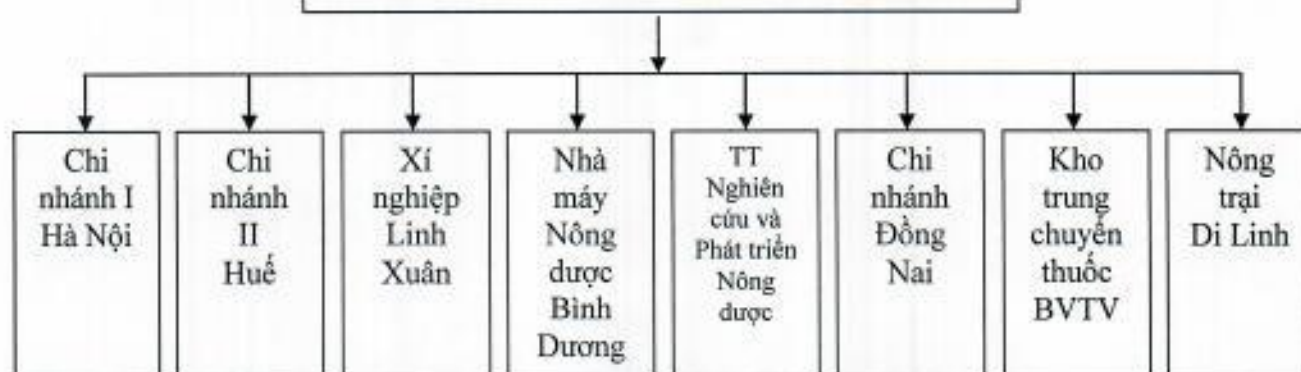 Chi
nhánh I
Hà Nội
Chi
nhánh
II
Huế
Xí
nghiệp
Linh
Xuân
Nhà
máy
Nông
dược
Bình
Dương
TT
Nghiên
cứu và
Phát triển
Nông
dược
Chi
nhánh
Đồng
Nai
Kho
trung
chuyển
thuốc
BVTV
Nông
trại
Di Linh